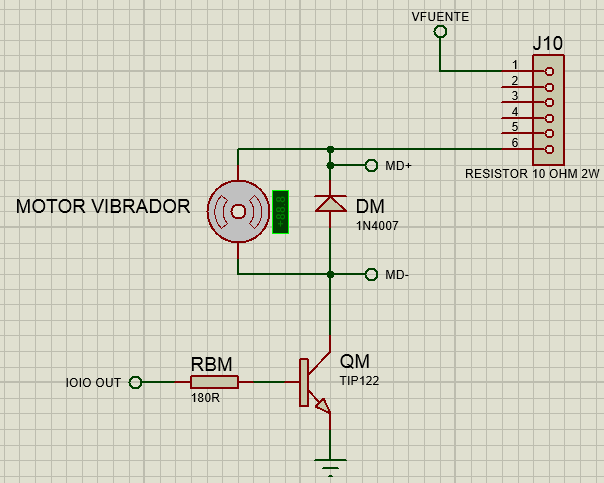 VFUENTE
J10
1
2
3
4
5
6
RESISTOR 10 OHM 2W
MD+
MOTOR VIBRADOR
DM
1N4007
MD-
RBM
QM
IOIO OUT
TIP122
180R